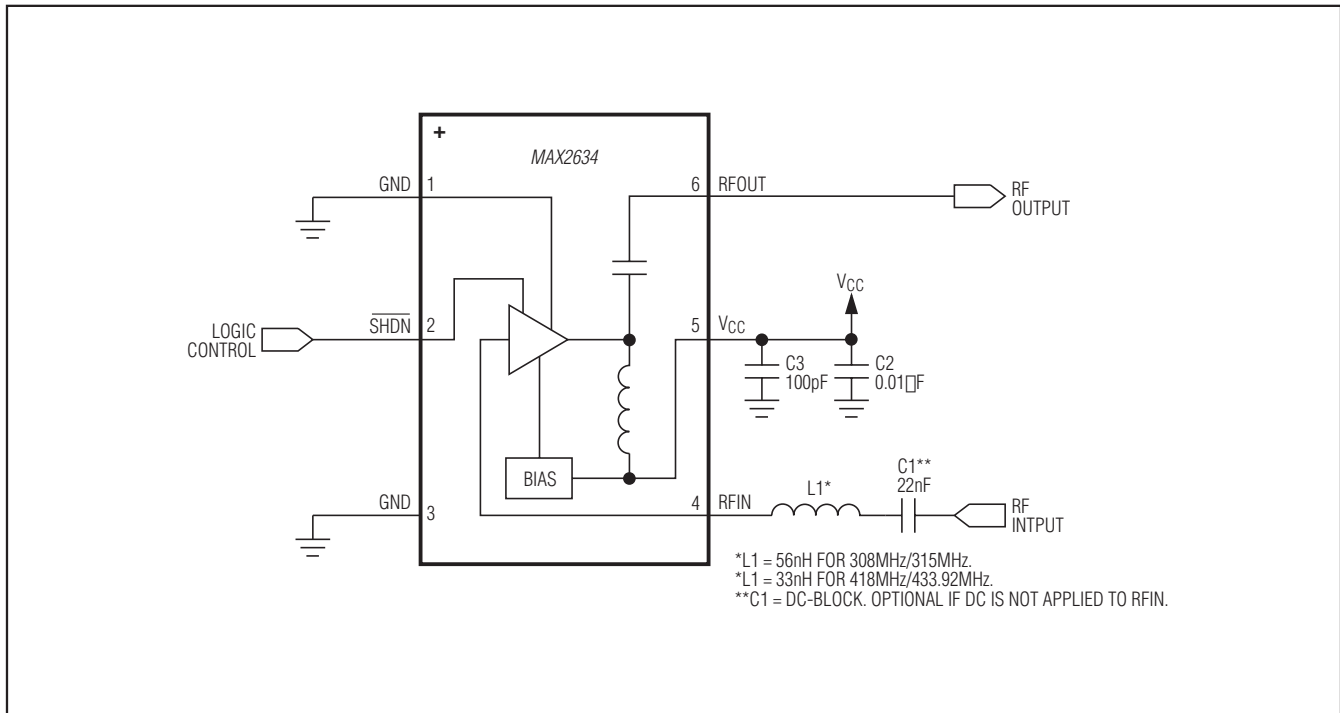 +
MAX2634
GND 1
6 RFOUT
RF
OUTPUT
VCC
LOGIC
CONTROL
SHDN 2
5 VCC
C3
100pF
C2
0.01□F
BIAS
C1**
22nF
L1*
GND
3
4 RFIN
RF
INTPUT
*L1 = 56nH FOR 308MHz/315MHz.
*L1 = 33nH FOR 418MHz/433.92MHz.
**C1 = DC-BLOCK. OPTIONAL IF DC IS NOT APPLIED TO RFIN.